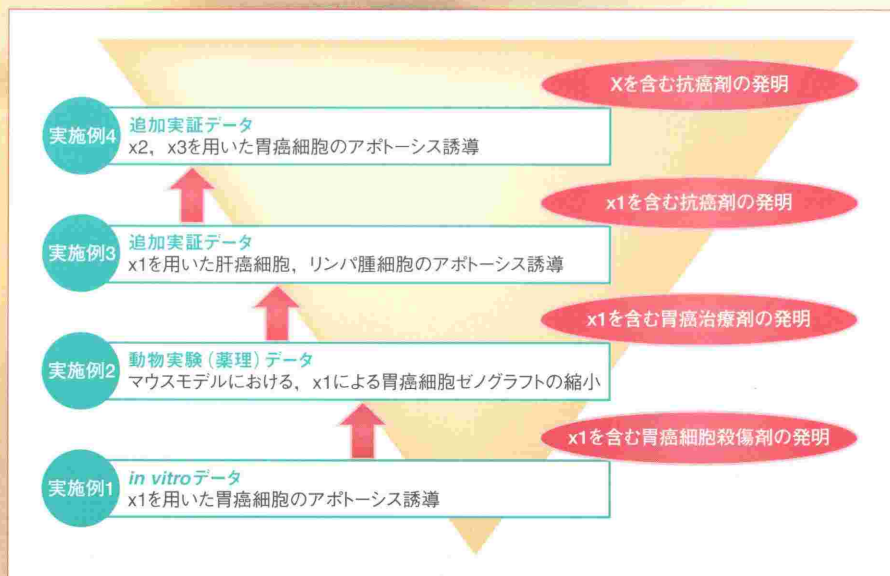 Xを含む抗癌剤の発明
実施例4
追加実証データ
x2，x3を用いた胃癌細胞のアポトーシス誘導
x1を含む抗癌剤の発明
実施例3
追加実証データ
x1を用いた肝癌細胞，リンパ腫細胞のアポトーシス誘導
x1を含む胃癌治療剤の発明
実施例2
動物実験（薬理）データ
マウスモデルにおける，x1による胃癌細胞ゼノグラフトの縮小
x1を含む胃癌細胞殺傷剤の発明
実施例1
in vitroデータ
x1を用いた胃癌細胞のアポトーシス誘導